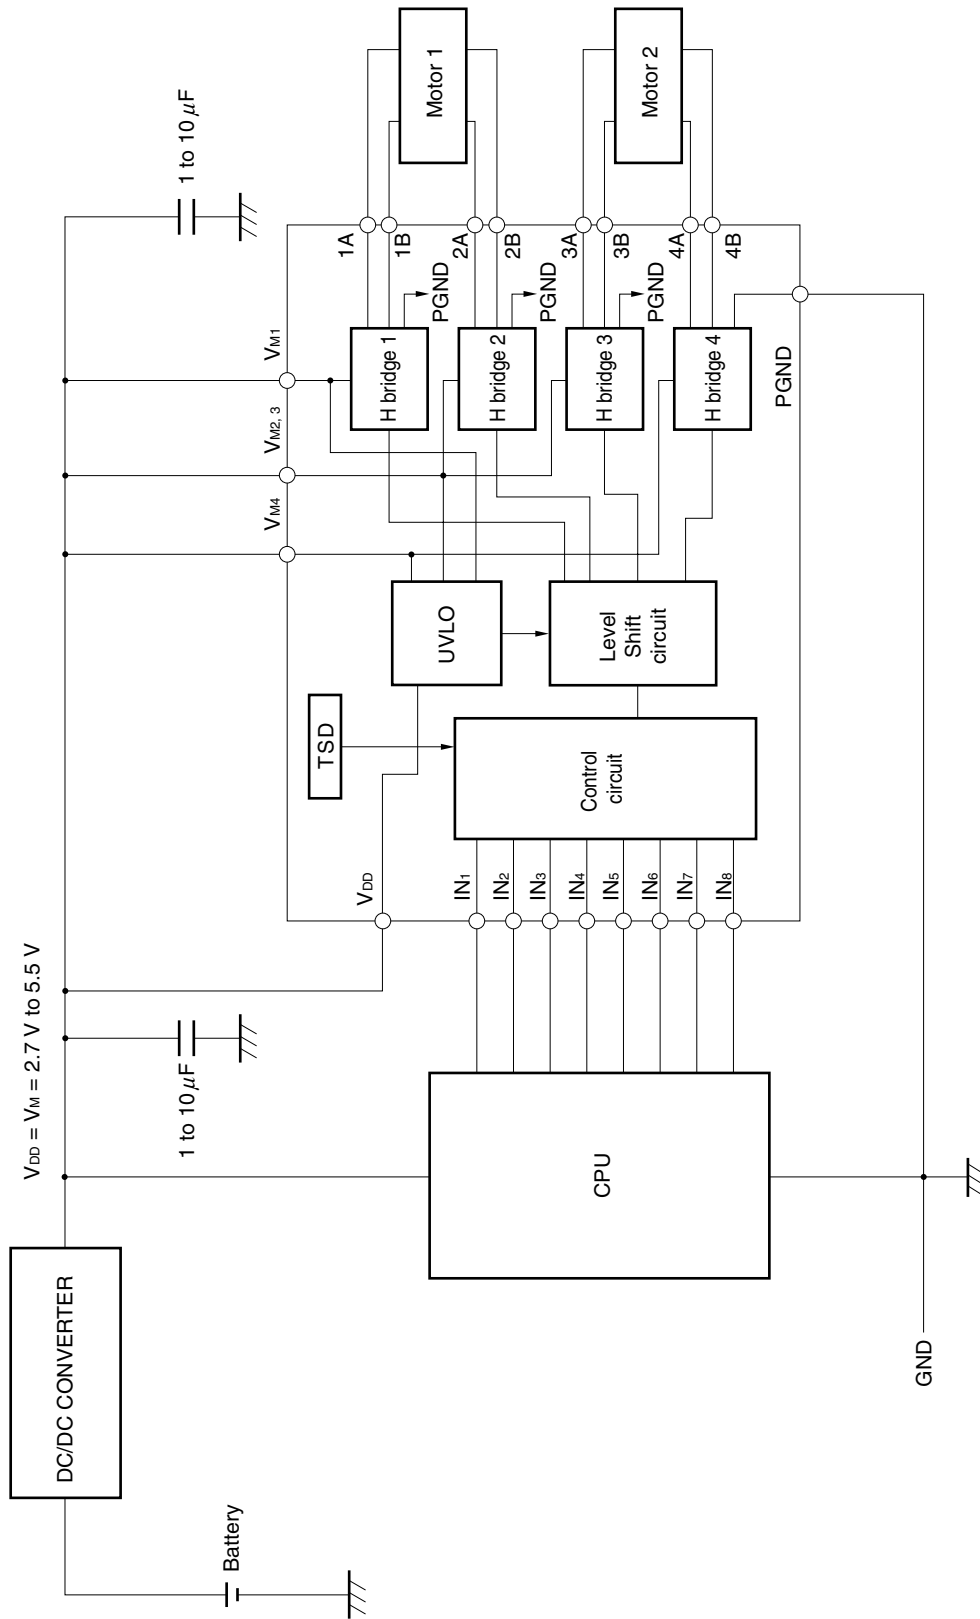 DC/DC CONVERTER
Battery
VDD = VM = 2.7 V to 5.5 V
1 to 10 µF
1 to 10 µF
CPU
GND
VDD
IN1
IN2
IN3
IN4
IN5
IN6
IN7
IN8
TSD
Control
circuit
UVLO
Level
Shift
circuit
VM4
VM2, 3
VM1
H bridge 1
H bridge 2
H bridge 3
H bridge 4
PGND
PGND
PGND
PGND
1A
1B
2A
2B
3A
3B
4A
4B
Motor 1
Motor 2